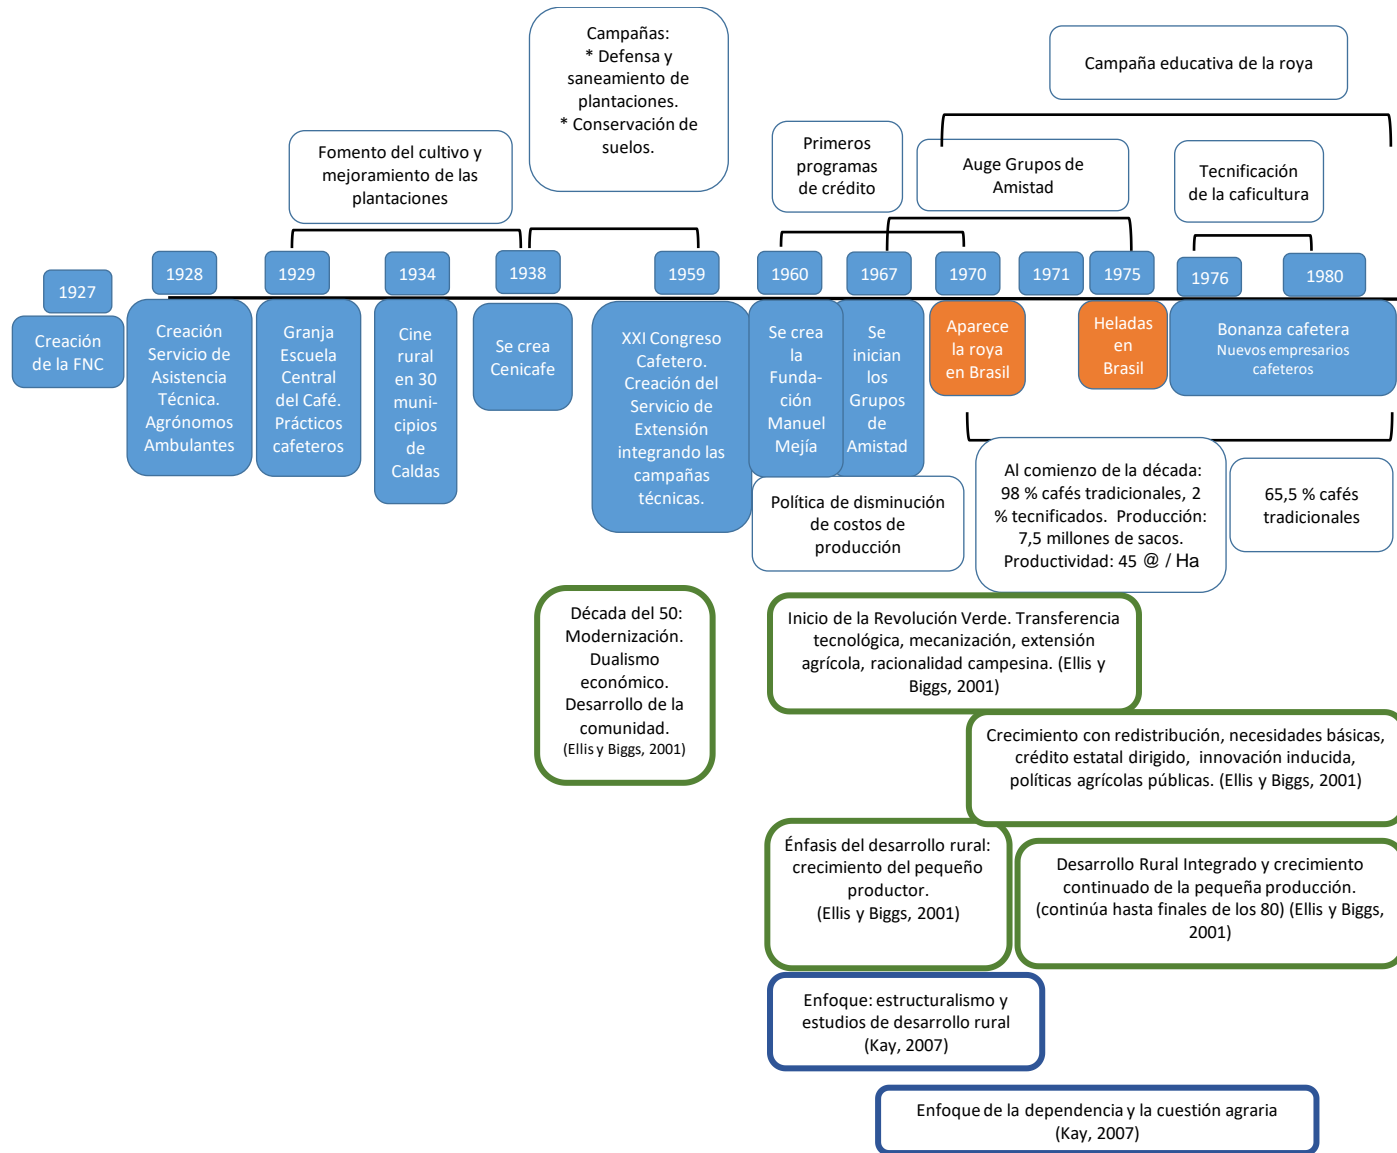 Campañas:
* Defensa y
saneamiento de
plantaciones.
* Conservación de
suelos.
Campaña educativa de la roya
Fomento del cultivo y
mejoramiento de las
plantaciones
Primeros
programas
de crédito
Auge Grupos de
Amistad
Tecnificación
de la caficultura
1927
1928
1929
1934
1938
1959
1960
1967
1970
1971
1975
1976
1980
Creación
de la FNC
Creación
Servicio de
Asistencia
Técnica.
Agrónomos
Ambulantes
Granja
Escuela
Central
del Café.
Prácticos
cafeteros
Cine
rural
en 30
muni-
cipios
de
Caldas
Se crea
Cenicafe
XXI Congreso
Cafetero.
Creación del
Servicio de
Extensión
integrando las
campañas
técnicas.
Se crea
la
Funda-
ción
Manuel
Mejía
Se
inician
los
Grupos
de
Amistad
Aparece
la roya
en Brasil
Heladas
en
Brasil
Bonanza cafetera
Nuevos empresarios
cafeteros
Política de disminución
de costos de
producción
Al comienzo de la década:
98 % cafés tradicionales, 2
% tecnificados. Producción:
7,5 millones de sacos.
Productividad: 45 @ / Ha
65,5 % cafés
tradicionales
Década del 50:
Modernización.
Dualismo
económico.
Desarrollo de la
comunidad.
(Ellis y Biggs, 2001)
Inicio de la Revolución Verde. Transferencia
tecnológica, mecanización, extensión
agrícola, racionalidad campesina. (Ellis y
Biggs, 2001)
Crecimiento con redistribución, necesidades básicas,
crédito estatal dirigido, innovación inducida,
políticas agrícolas públicas. (Ellis y Biggs, 2001)
Énfasis del desarrollo rural:
crecimiento del pequeño
productor.
(Ellis y Biggs, 2001)
Desarrollo Rural Integrado y crecimiento
continuado de la pequeña producción.
(continúa hasta finales de los 80) (Ellis y Biggs,
2001)
Enfoque: estructuralismo y
estudios de desarrollo rural
(Kay, 2007)
Enfoque de la dependencia y la cuestión agraria
(Kay, 2007)